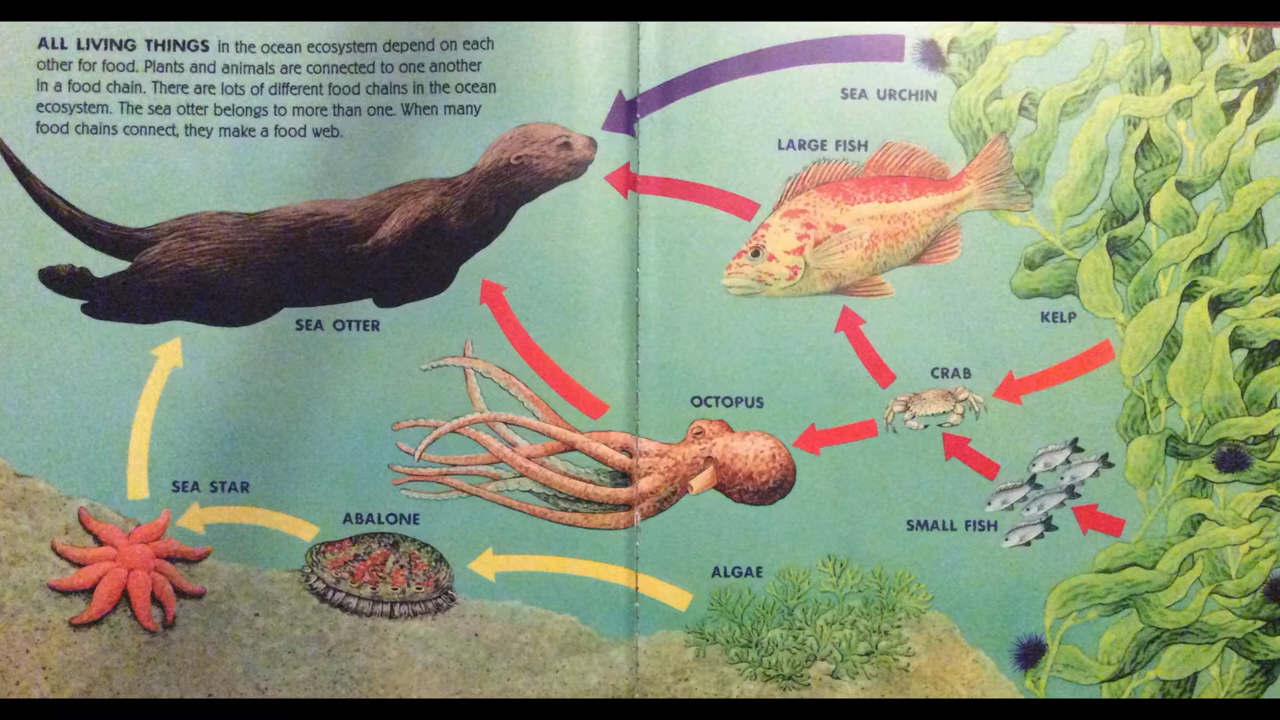 ALL LIVING THINGS in the ocean ecosystem depend on each
other for food. Plants and animals are connected to one another
in a food chain. There are lots of different food chains in the ocean
ecosystem. The sea otter belongs to more than one. When many
food chains connect, they make a food web.
SEA URCHIN
LARGE FISH
SEA OTTER
KELP
CRAB
OCTOPUS
SEA STAR
ABALONE
SMALL FISH
ALGAE